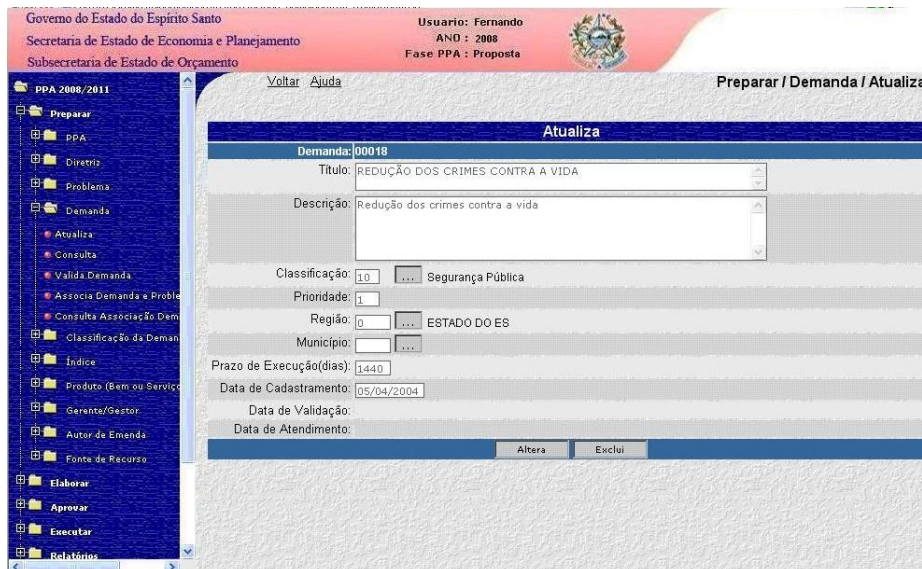 Governo do Estado do Espírito Santo
Secretaria de Estado de Economia e Planejamento
Subsecretaria de Estado de Orçamento
Usuario: Fernando
ANO : 2008
Fase PPA : Proposta
Voltar Ajuda
Preparar / Demanda / Atualiza
PPA 2008/2011
Preparar
PPA
Diretriz
Problema
Demanda
Atualiza
Consulta
Valida Demanda
Associa Demanda e Proble
Consulta Associação Dem
Classificação da Deman
Índice
Produto (Bem ou Serviço
Gerente/Gestor
Autor de Emenda
Fonte de Recurso
Elaborar
Aprovar
Executar
Relatórios
Atualiza
Demanda: 00018
Título: REDUÇÃO DOS CRIMES CONTRA A VIDA
Descrição: Redução dos crimes contra a vida
Classificação: 10 ... Segurança Pública
Prioridade: 1
Região: 0 ... ESTADO DO ES
Município: ...
Prazo de Execução(dias): 1440
Data de Cadastramento: 05/04/2004
Data de Validação:
Data de Atendimento:
Altera Exclui